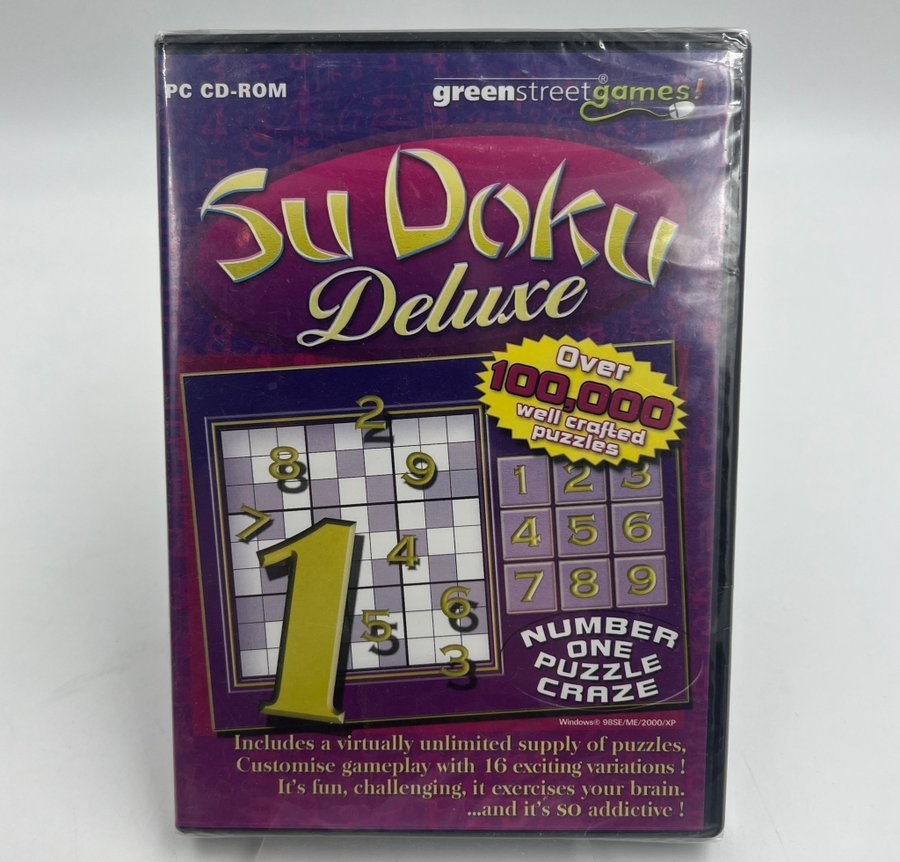 PC CD-ROM
greenstreet®games!
Su Doku
Deluxe
Over
100,000
well crafted
puzzles
2
8
9
7
1
4
5
6
3
1 2 3
4 5 6
7 8 9
NUMBER
ONE
PUZZLE
CRAZE
Windows® 98SE/ME/2000/XP
Includes a virtually unlimited supply of puzzles,
Customise gameplay with 16 exciting variations !
It's fun, challenging, it exercises your brain.
...and it's SO addictive !